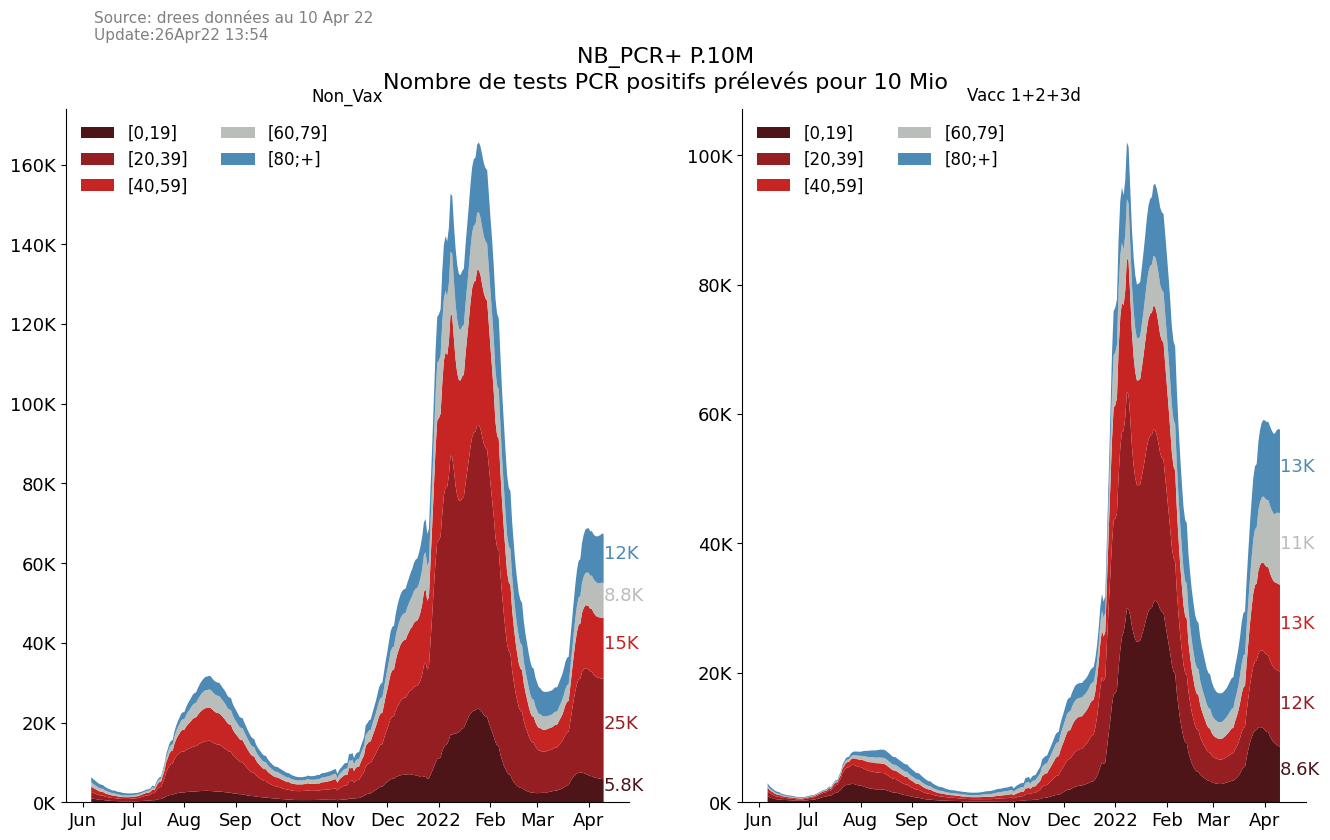 Source: drees données au 10 Apr 22
Update:26Apr22 13:54
NB_PCR+ P.10M
Nombre de tests PCR positifs prélevés pour 10 Mio
Non_Vax
[0,19]
[20,39]
[40,59]
[60,79]
[80;+]
160K
140K
120K
100K
80K
60K
40K
20K
0K
12K
8.8K
15K
25K
5.8K
Jun Jul Aug Sep Oct Nov Dec 2022 Feb Mar Apr
Vacc 1+2+3d
[0,19]
[20,39]
[40,59]
[60,79]
[80;+]
100K
80K
60K
40K
20K
0K
13K
11K
13K
12K
8.6K
Jun Jul Aug Sep Oct Nov Dec 2022 Feb Mar Apr